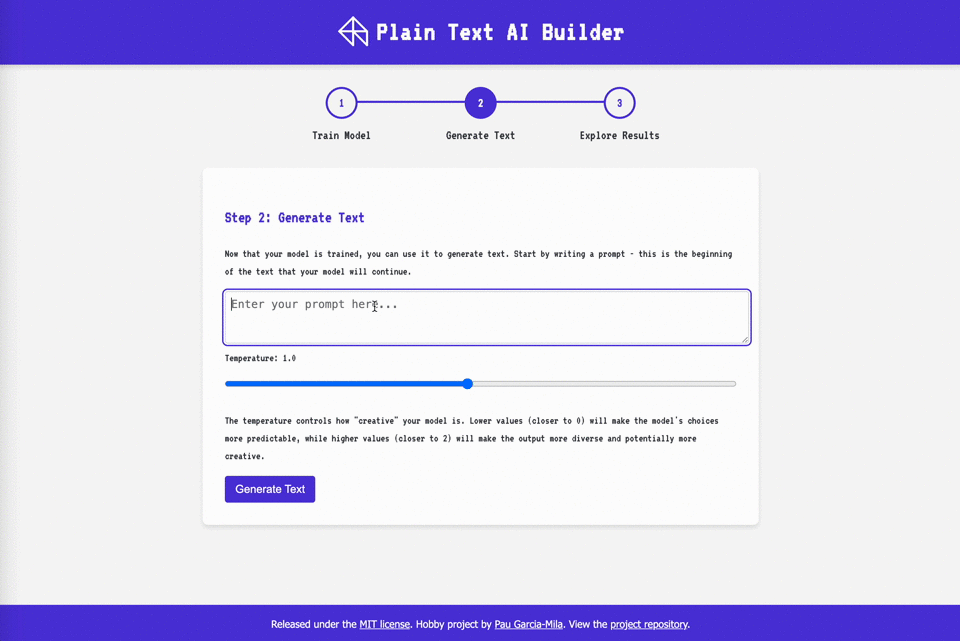 Plain Text AI Builder
1
2
3
Train Model
Generate Text
Explore Results
Step 2: Generate Text
Now that your model is trained, you can use it to generate text. Start by writing a prompt - this is the beginning
of the text that your model will continue.
Enter your prompt here...
Temperature: 1.0
The temperature controls how "creative" your model is. Lower values (closer to 0) will make the model's choices
more predictable, while higher values (closer to 2) will make the output more diverse and potentially more
creative.
Generate Text
Released under the MIT license. Hobby project by Pau Garcia-Mila. View the project repository.